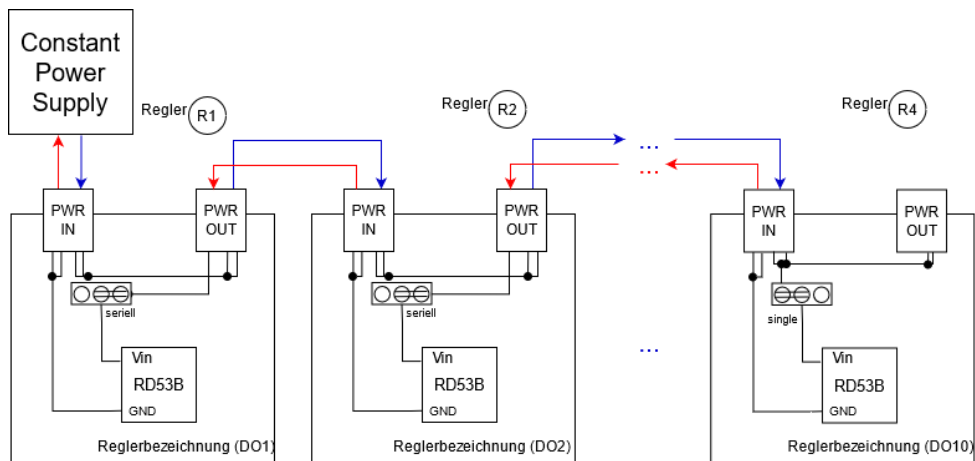 Constant
Power
Supply
Regler R1
Regler R2
Regler R4
...
...
PWR
IN
PWR
OUT
PWR
IN
PWR
OUT
PWR
IN
PWR
OUT
seriell
seriell
single
Vin
RD53B
GND
Vin
RD53B
GND
...
Vin
RD53B
GND
Reglerbezeichnung (DO1)
Reglerbezeichnung (DO2)
Reglerbezeichnung (DO10)